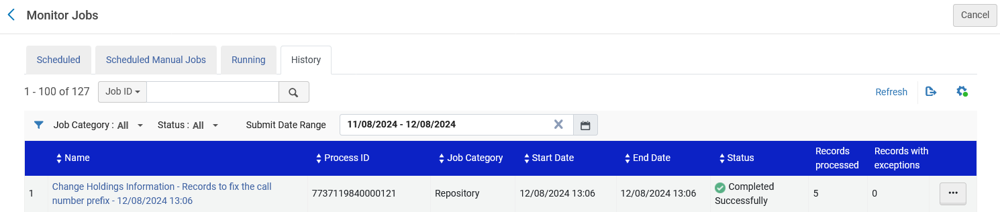 Monitor Jobs
Cancel
Scheduled
Scheduled Manual Jobs
Running
History
1 - 100 of 127
Job ID
Refresh
Job Category : All
Status : All
Submit Date Range
11/08/2024 - 12/08/2024
Name
Process ID
Job Category
Start Date
End Date
Status
Records
processed
Records with
exceptions
1
Change Holdings Information - Records to fix the call
number prefix - 12/08/2024 13:06
7737119840000121
Repository
12/08/2024 13:06
12/08/2024 13:06
Completed
Successfully
5
0